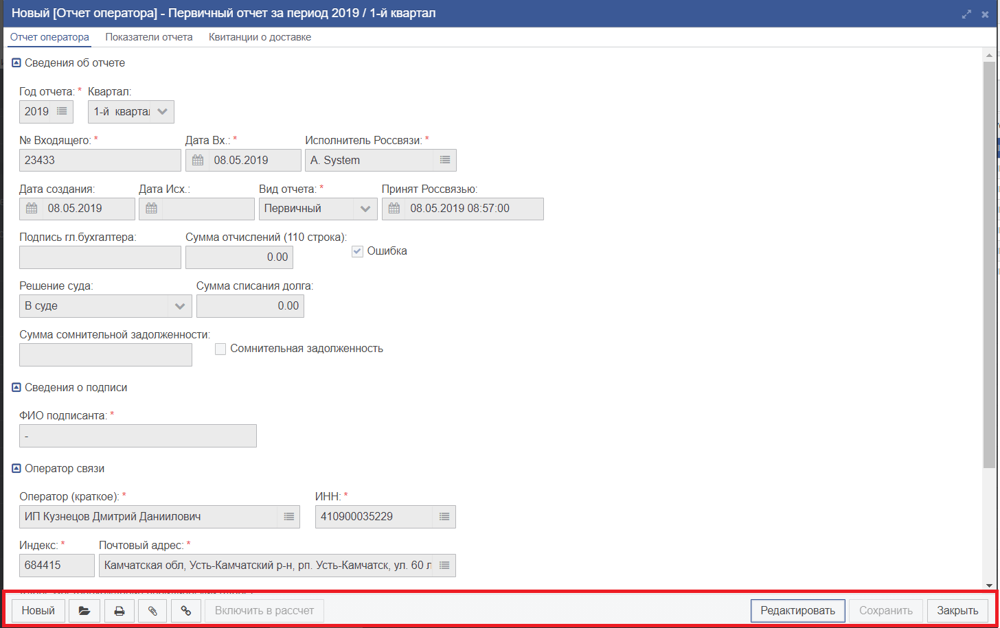 Новый [Отчет оператора] - Первичный отчет за период 2019 / 1-й квартал
Отчет оператора Показатели отчета Квитанции о доставке
Сведения об отчете
Год отчета: * Квартал:
2019 1-й квартал
№ Входящего: * Дата Вх.: * Исполнитель Россвязи: *
23433 08.05.2019 A. System
Дата создания: Дата Исх.: Вид отчета: * Принят Россвязью:
08.05.2019 Первичный 08.05.2019 08:57:00
Подпись гл.бухгалтера: Сумма отчислений (110 строка):
0.00 Ошибка
Решение суда: Сумма списания долга:
В суде 0.00
Сумма сомнительной задолженности:
Сомнительная задолженность
Сведения о подписи
ФИО подписанта: *
-
Оператор связи
Оператор (краткое): * ИНН: *
ИП Кузнецов Дмитрий Даниилович 410900035229
Индекс: * Почтовый адрес: *
684415 Камчатская обл, Усть-Камчатский р-н, рп. Усть-Камчатск, ул. 60 л
Новый Включить в рассчет Редактировать Сохранить Закрыть